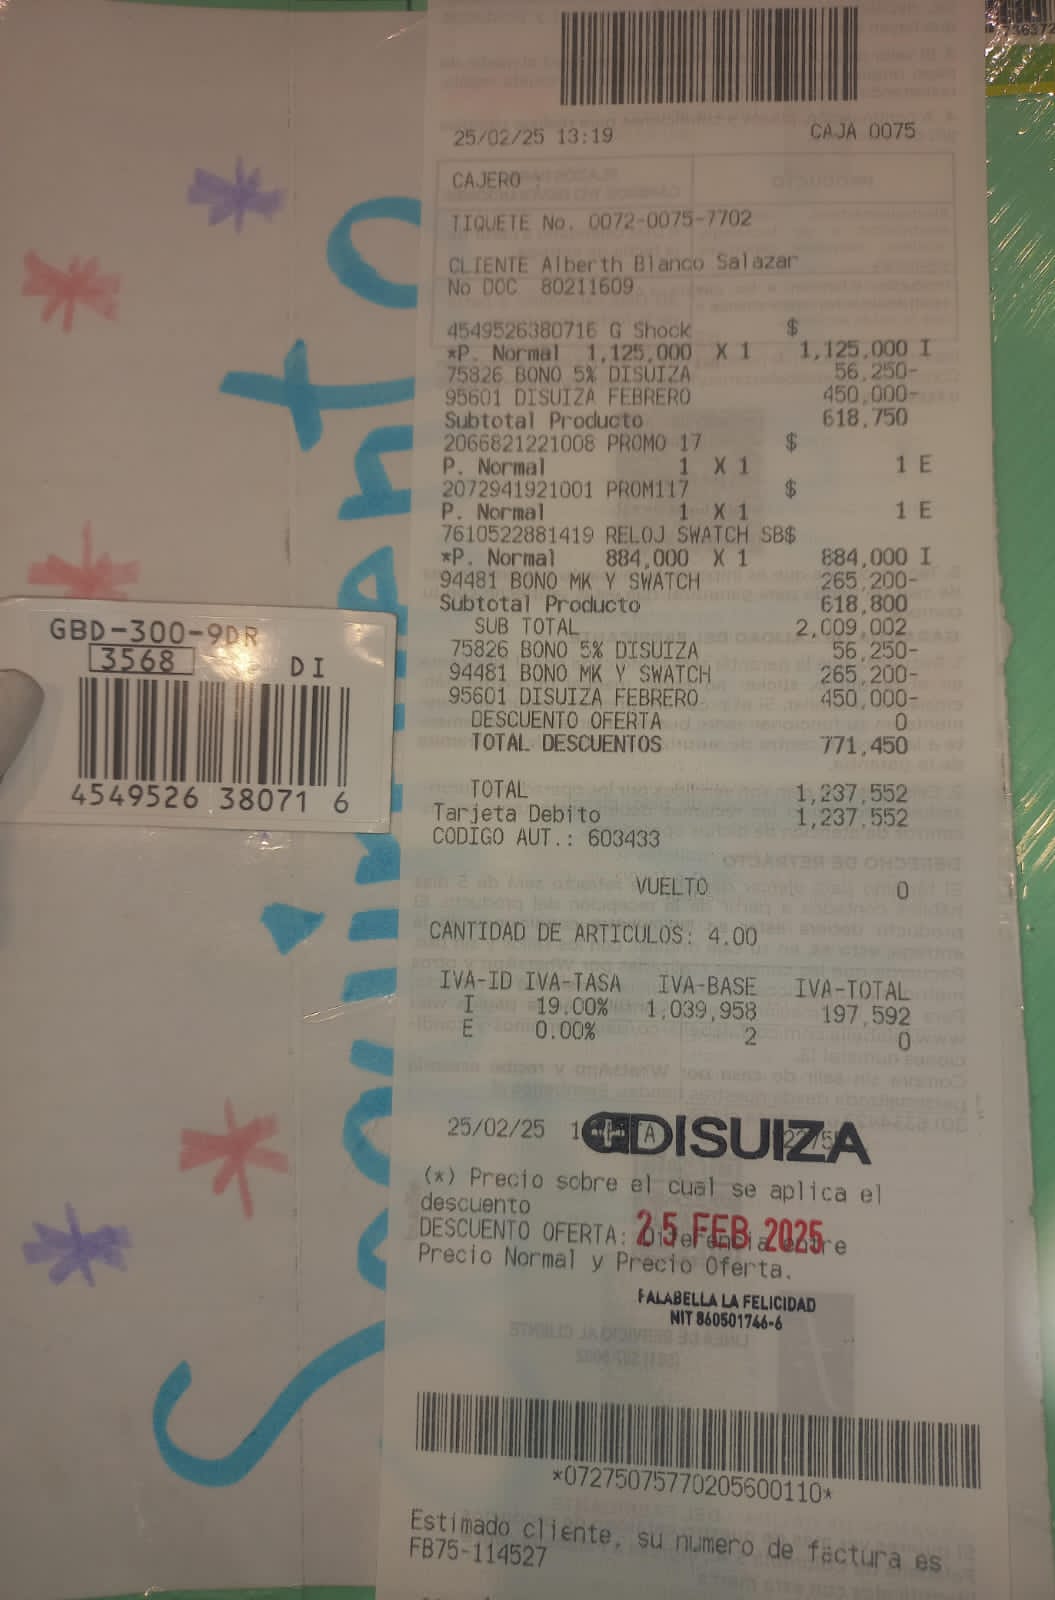 25/02/25 13:19 CAJA 0075
CAJERO
TIQUETE No. 0072-0075-7702
CLIENTE Alberth Blanco Salazar
No DOC 80211609
4549526380716 G Shock $
*P. Normal 1,125,000 X 1 1,125,000 I
75826 BONO 5% DISUIZA 56,250-
95601 DISUIZA FEBRERO 450,000-
Subtotal Producto 618,750
2066821221008 PROMO 17 $
P. Normal 1 X 1 1 E
2072941921001 PROM117 $
P. Normal 1 X 1 1 E
7610522881419 RELOJ SWATCH SB$
*P. Normal 884,000 X 1 884,000 I
94481 BONO MK Y SWATCH 265,200-
Subtotal Producto 618,800
SUB TOTAL 2,009,002
75826 BONO 5% DISUIZA 56,250-
94481 BONO MK Y SWATCH 265,200-
95601 DISUIZA FEBRERO 450,000-
DESCUENTO OFERTA 0
TOTAL DESCUENTOS 771,450
TOTAL 1,237,552
Tarjeta Debito 1,237,552
CODIGO AUT.: 603433
VUELTO 0
CANTIDAD DE ARTICULOS: 4.00
IVA-ID IVA-TASA IVA-BASE IVA-TOTAL
I 19.00% 1,039,958 197,592
E 0.00% 2 0
25/02/25
DISUIZA
(*) Precio sobre el cual se aplica el
descuento
DESCUENTO OFERTA: Diferencia entre
25 FEB 2025
Precio Normal y Precio Oferta.
FALABELLA LA FELICIDAD
NIT 860501746-6
*07275075770205600110*
Estimado cliente, su numero de factura es
FB75-114527
GBD-300-9DR
3568 DI
4549526 38071 6